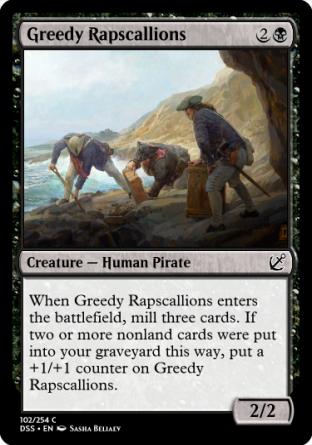 Greedy Rapscallions 2
Creature — Human Pirate
When Greedy Rapscallions enters
the battlefield, mill three cards. If
two or more nonland cards were put
into your graveyard this way, put a
+1/+1 counter on Greedy
Rapscallions.
2/2
102/254 C
DSS • EN Sasha Beliaev